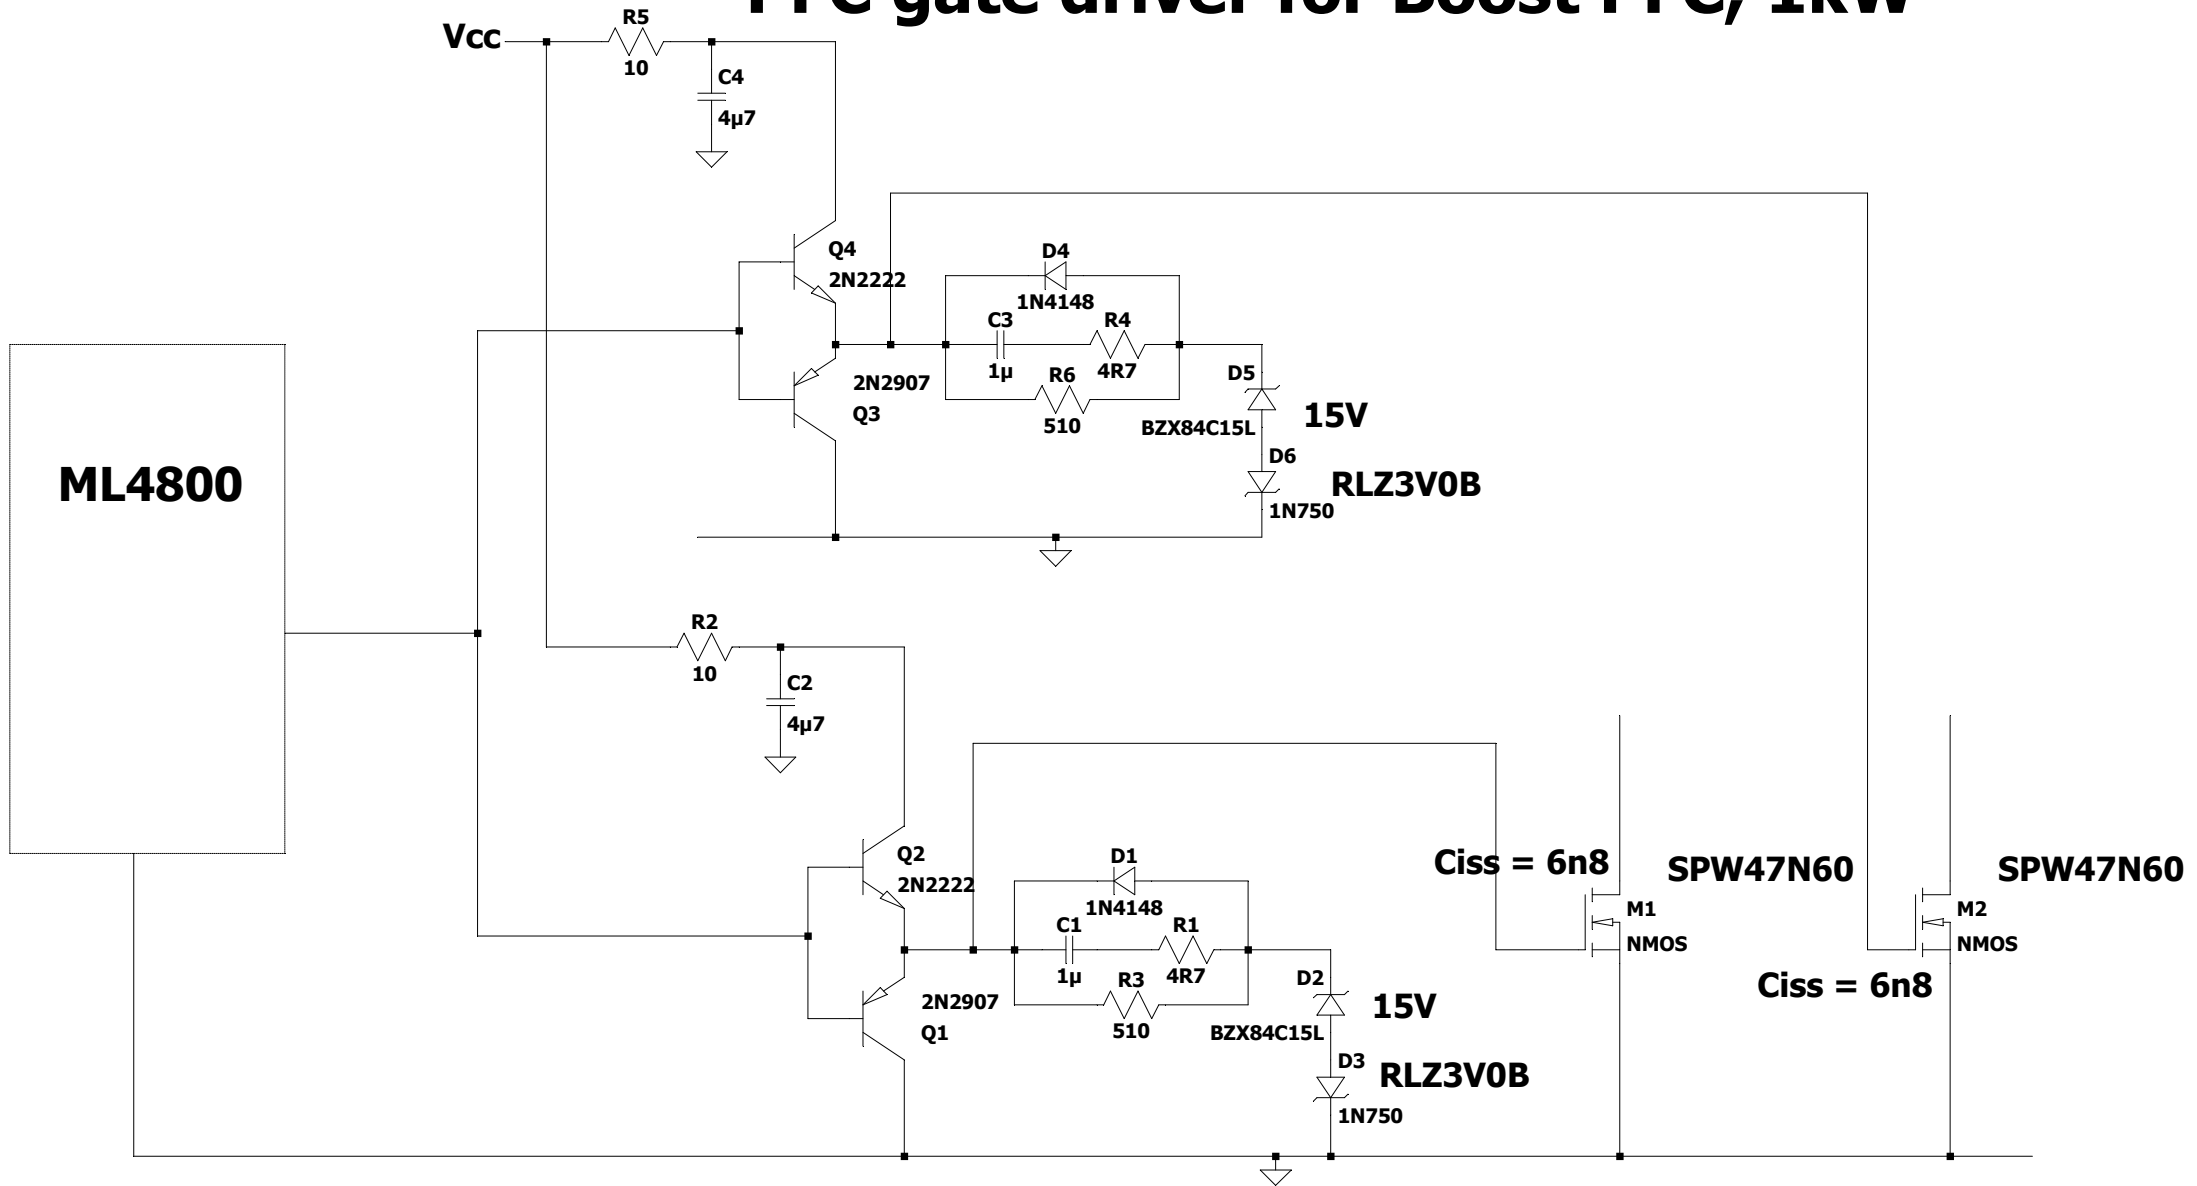 PFC gate driver for Boost PFC, 1kW
Vcc
R5
10
C4
4µ7
Q4
2N2222
D4
1N4148
C3
1µ
R4
4R7
R6
510
2N2907
Q3
D5
BZX84C15L
15V
D6
1N750
RLZ3V0B
ML4800
R2
10
C2
4µ7
Q2
2N2222
D1
1N4148
C1
1µ
R1
4R7
R3
510
2N2907
Q1
D2
BZX84C15L
15V
D3
1N750
RLZ3V0B
Ciss = 6n8
SPW47N60
M1
NMOS
SPW47N60
M2
NMOS
Ciss = 6n8